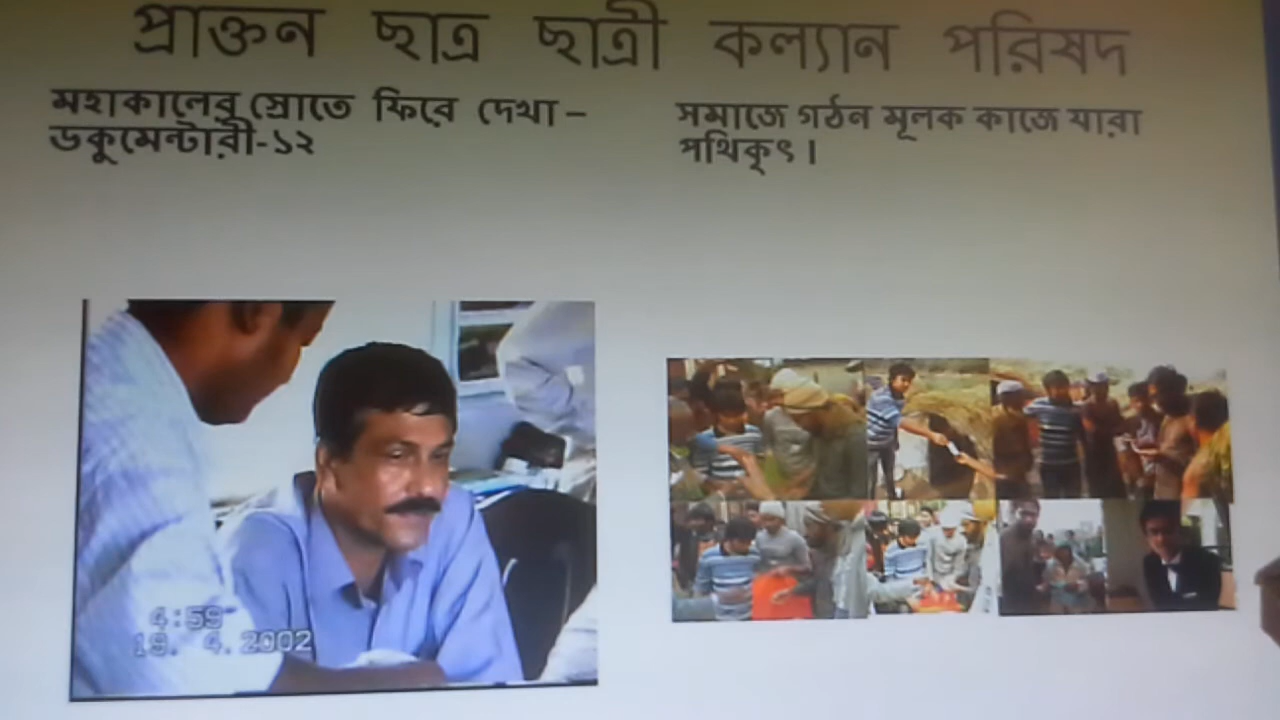 প্রাক্তন ছাত্র ছাত্রী কল্যান পরিষদ
মহাকালের স্রোতে ফিরে দেখা –
ডকুমেন্টারী-১২
সমাজে গঠন মূলক কাজে যারা
পথিকৃৎ ।
4:59
19. 4.2002